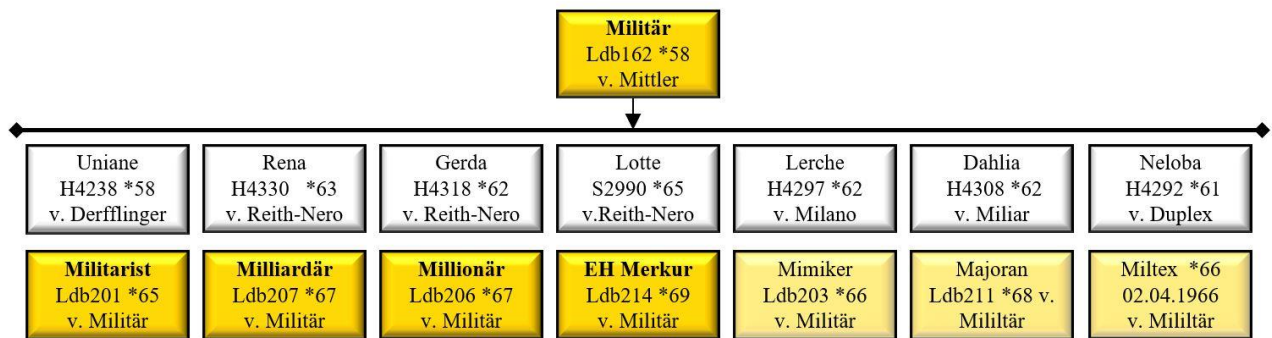 Militär
Ldb162 *58
v. Mittler
Uniane
H4238 *58
v. Derfflinger
Rena
H4330 *63
v. Reith-Nero
Gerda
H4318 *62
v. Reith-Nero
Lotte
S2990 *65
v.Reith-Nero
Lerche
H4297 *62
v. Milano
Dahlia
H4308 *62
v. Miliar
Neloba
H4292 *61
v. Duplex
Militarist
Ldb201 *65
v. Militär
Milliardär
Ldb207 *67
v. Militär
Millionär
Ldb206 *67
v. Militär
EH Merkur
Ldb214 *69
v. Militär
Mimiker
Ldb203 *66
v. Militär
Majoran
Ldb211 *68 v.
Mililtär
Miltex *66
02.04.1966
v. Mililtär